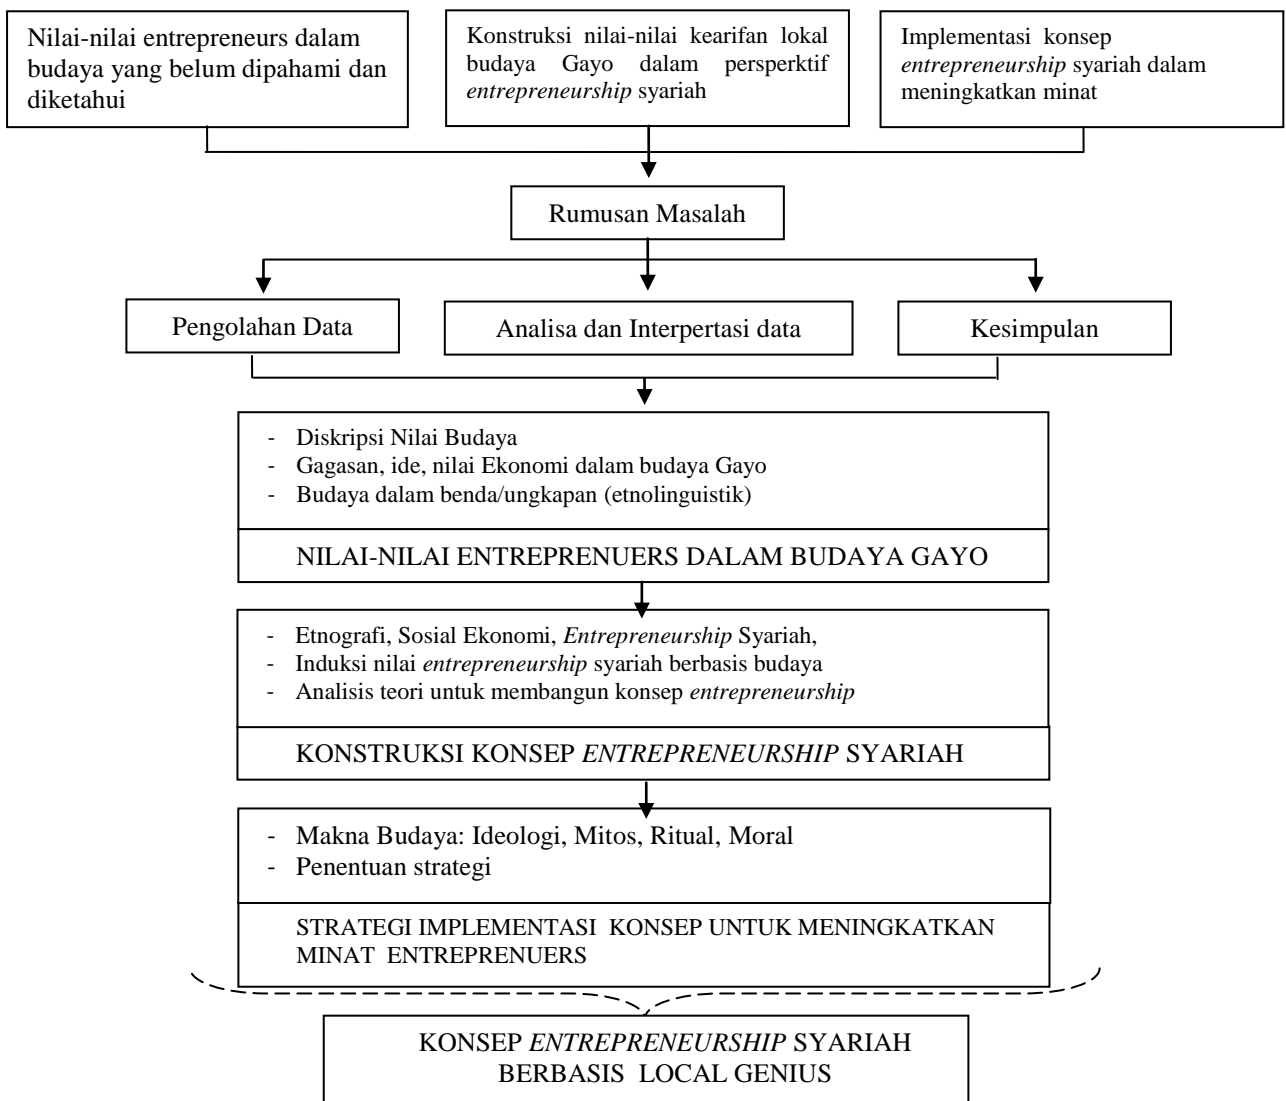 Nilai-nilai entrepreneurs dalam
budaya yang belum dipahami dan
diketahui
Konstruksi nilai-nilai kearifan lokal
budaya Gayo dalam persperktif
entrepreneurship syariah
Implementasi konsep
entrepreneurship syariah dalam
meningkatkan minat
Rumusan Masalah
Pengolahan Data
Analisa dan Interpertasi data
Kesimpulan
- Diskripsi Nilai Budaya
- Gagasan, ide, nilai Ekonomi dalam budaya Gayo
- Budaya dalam benda/ungkapan (etnolinguistik)
NILAI-NILAI ENTREPRENUERS DALAM BUDAYA GAYO
- Etnografi, Sosial Ekonomi, Entrepreneurship Syariah,
- Induksi nilai entrepreneurship syariah berbasis budaya
- Analisis teori untuk membangun konsep entrepreneurship
KONSTRUKSI KONSEP ENTREPRENEURSHIP SYARIAH
- Makna Budaya: Ideologi, Mitos, Ritual, Moral
- Penentuan strategi
STRATEGI IMPLEMENTASI KONSEP UNTUK MENINGKATKAN
MINAT ENTREPRENUERS
KONSEP ENTREPRENEURSHIP SYARIAH
BERBASIS LOCAL GENIUS